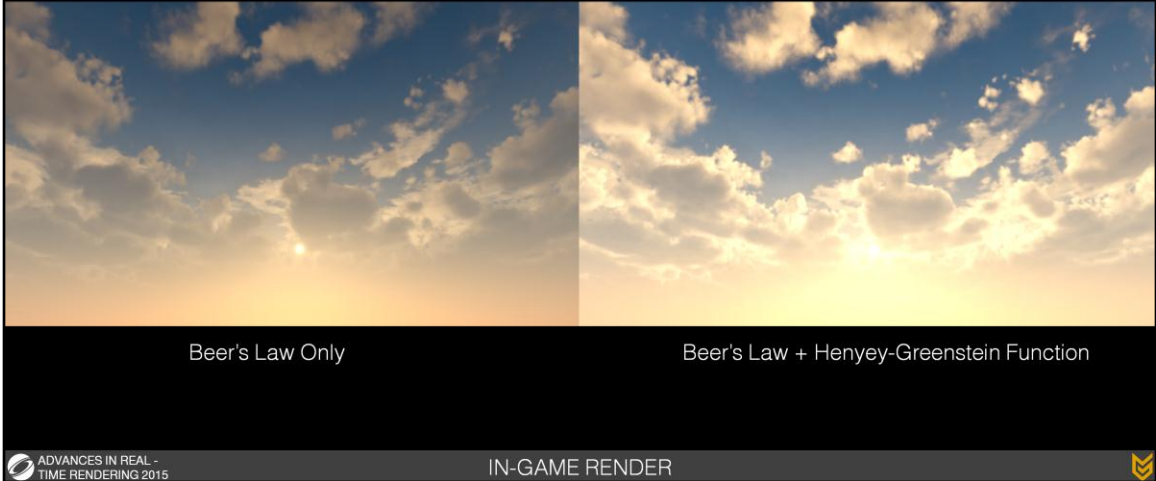 Beer's Law Only
Beer's Law + Henyey-Greenstein Function
ADVANCES IN REAL -
TIME RENDERING 2015
IN-GAME RENDER